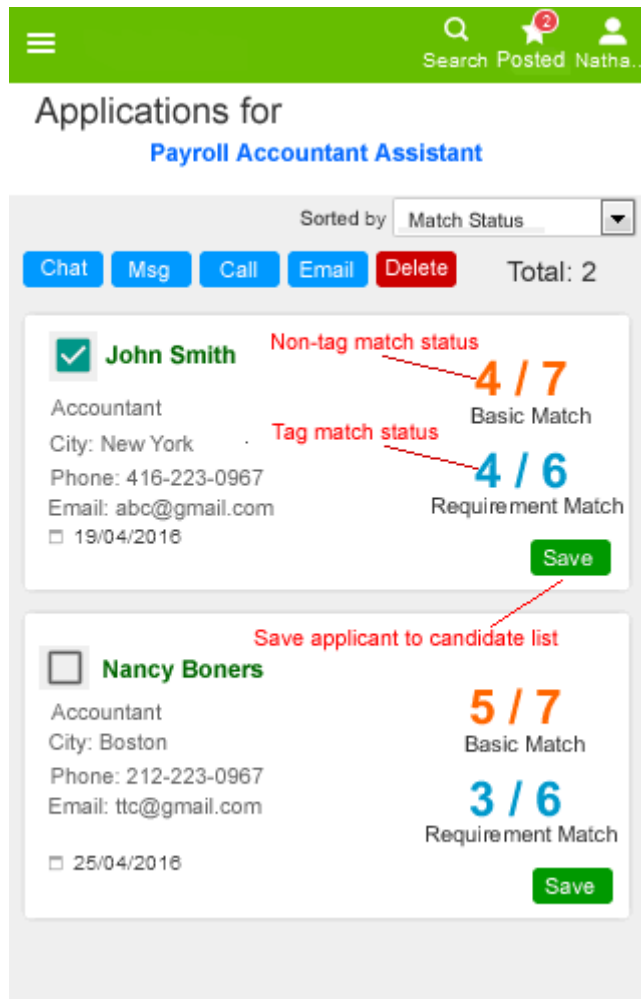 2
Search Posted Natha..
Applications for
Payroll Accountant Assistant
Sorted by Match Status
Chat Msg Call Email Delete Total: 2
John Smith
Non-tag match status
4 / 7
Accountant
Basic Match
City: New York
Tag match status
Phone: 416-223-0967
4 / 6
Email: abc@gmail.com
Requirement Match
19/04/2016
Save
Save applicant to candidate list
Nancy Boners
5 / 7
Accountant
City: Boston
Basic Match
Phone: 212-223-0967
Email: ttc@gmail.com
3 / 6
Requirement Match
25/04/2016
Save